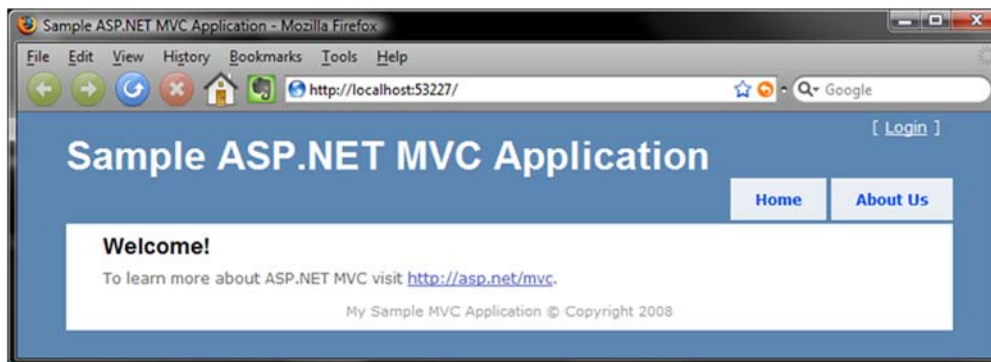 Sample ASP.NET MVC Application - Mozilla Firefox
File Edit View History Bookmarks Tools Help
http://localhost:53227/
Google
[ Login ]
Sample ASP.NET MVC Application
Home About Us
Welcome!
To learn more about ASP.NET MVC visit http://asp.net/mvc.
My Sample MVC Application © Copyright 2008